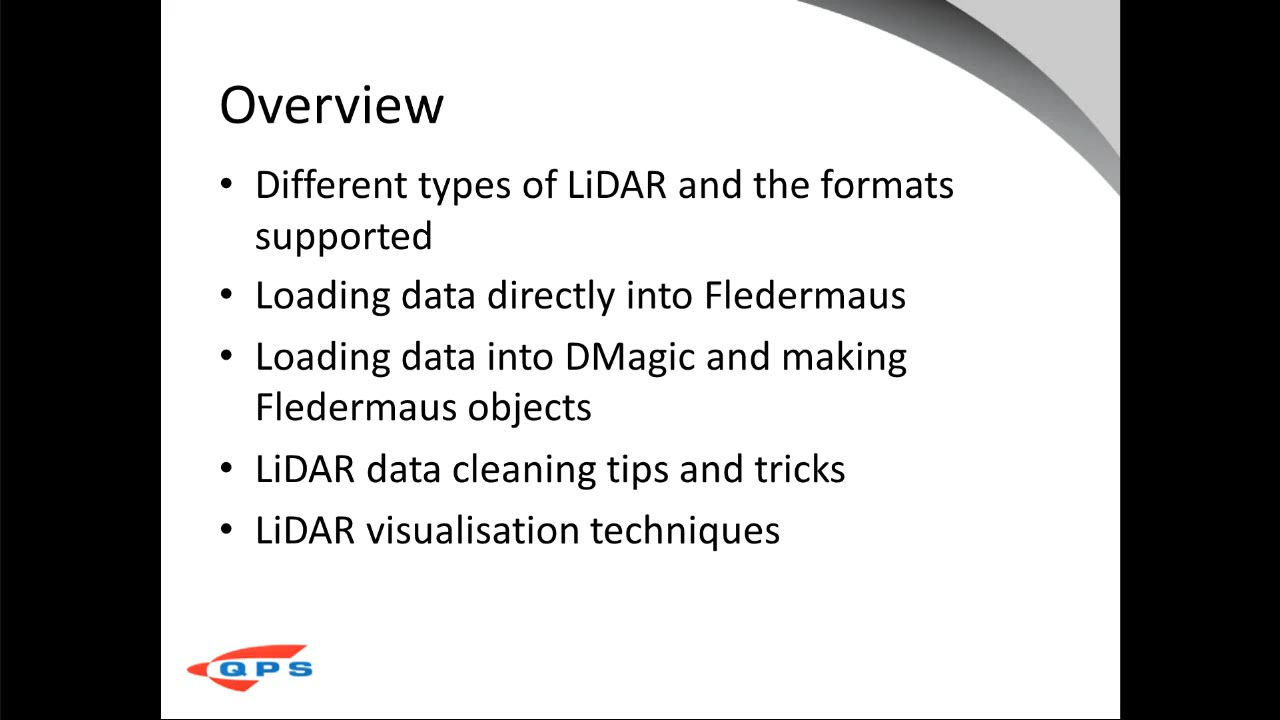 Overview
• Different types of LiDAR and the formats
supported
• Loading data directly into Fledermaus
• Loading data into DMagic and making
Fledermaus objects
• LiDAR data cleaning tips and tricks
• LiDAR visualisation techniques
QPS